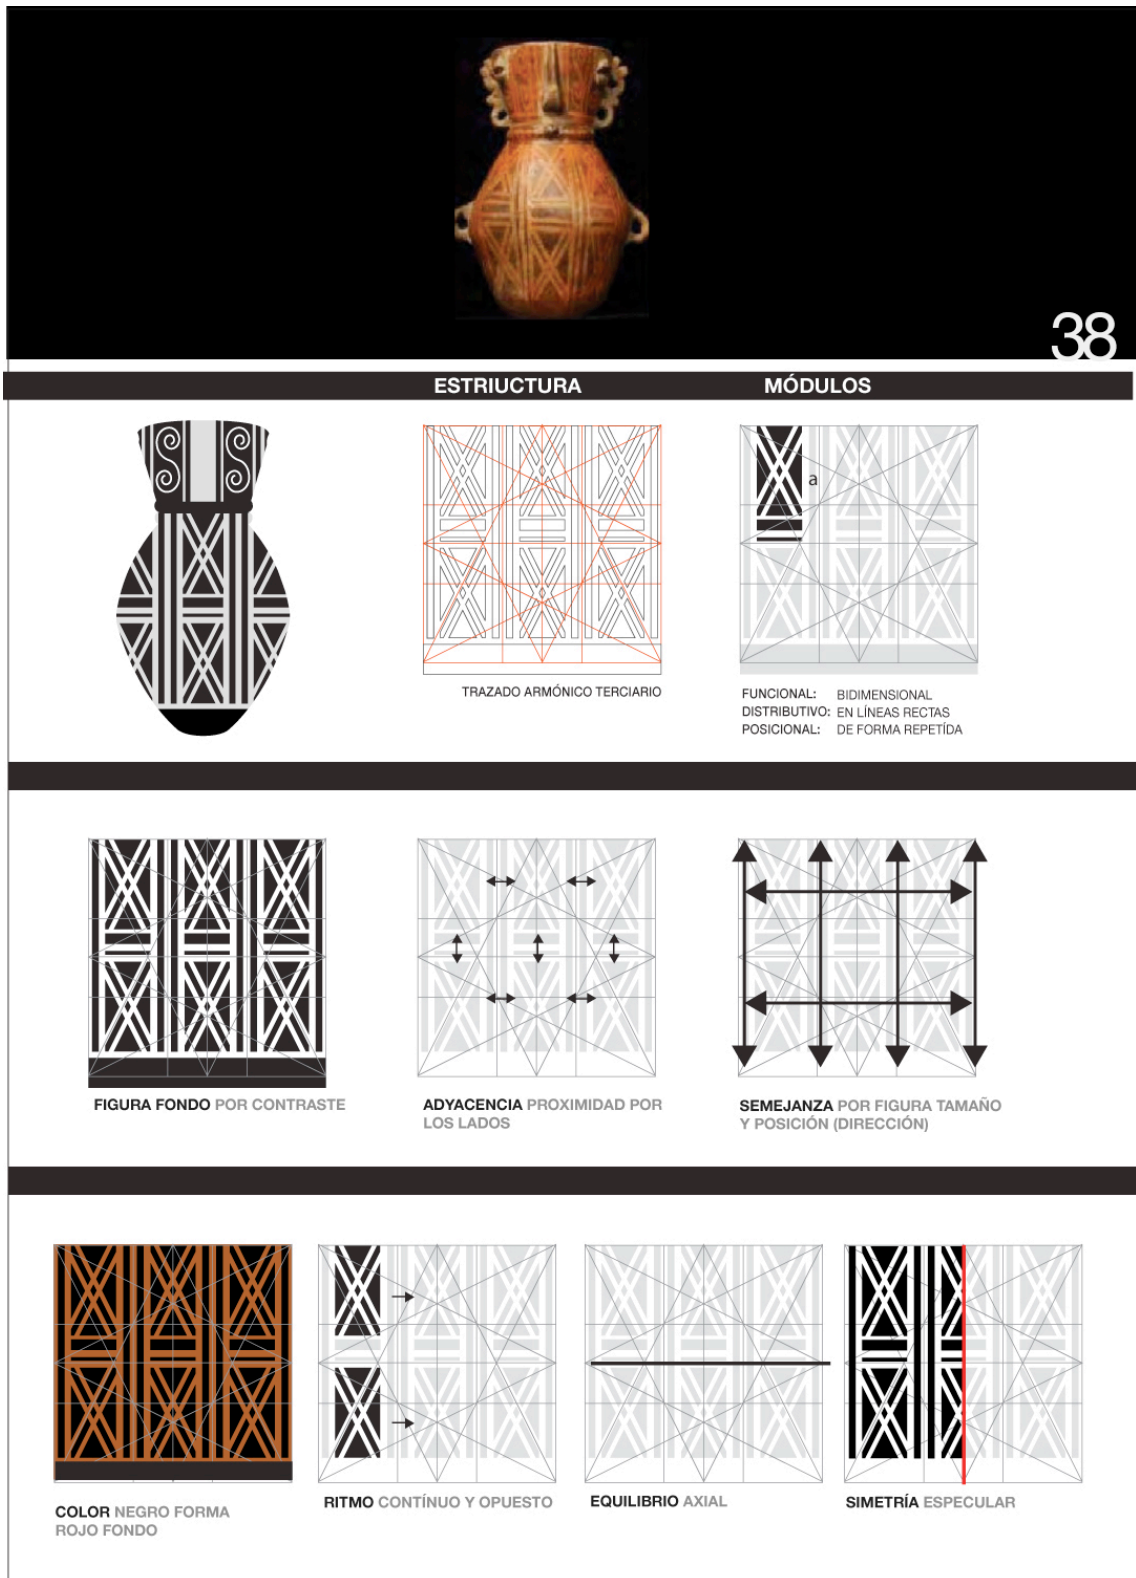 38
ESTRIUCTURA
MÓDULOS
a
TRAZADO ARMÓNICO TERCIARIO
FUNCIONAL: BIDIMENSIONAL
DISTRIBUTIVO: EN LÍNEAS RECTAS
POSICIONAL: DE FORMA REPETÍDA
FIGURA FONDO POR CONTRASTE
ADYACENCIA PROXIMIDAD POR
LOS LADOS
SEMEJANZA POR FIGURA TAMAÑO
Y POSICIÓN (DIRECCIÓN)
COLOR NEGRO FORMA
ROJO FONDO
RITMO CONTÍNUO Y OPUESTO
EQUILIBRIO AXIAL
SIMETRÍA ESPECULAR